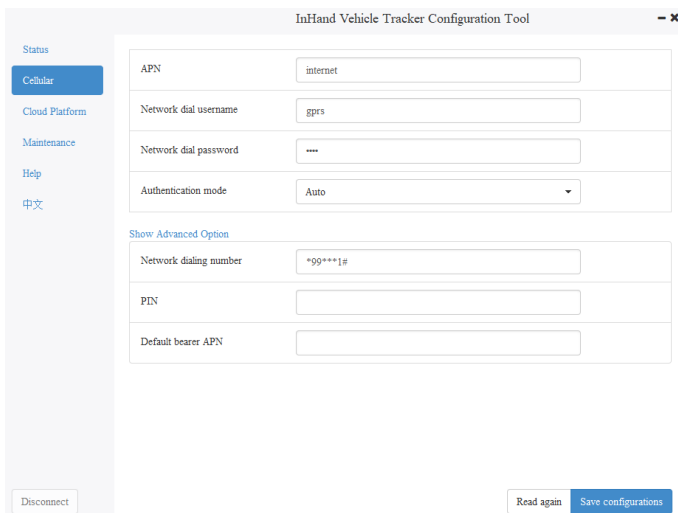 InHand Vehicle Tracker Configuration Tool
Status
Cellular
Cloud Platform
Maintenance
Help
中文
APN
internet
Network dial username
gprs
Network dial password
••••
Authentication mode
Auto
Show Advanced Option
Network dialing number
*99***1#
PIN
Default bearer APN
Disconnect
Read again
Save configurations